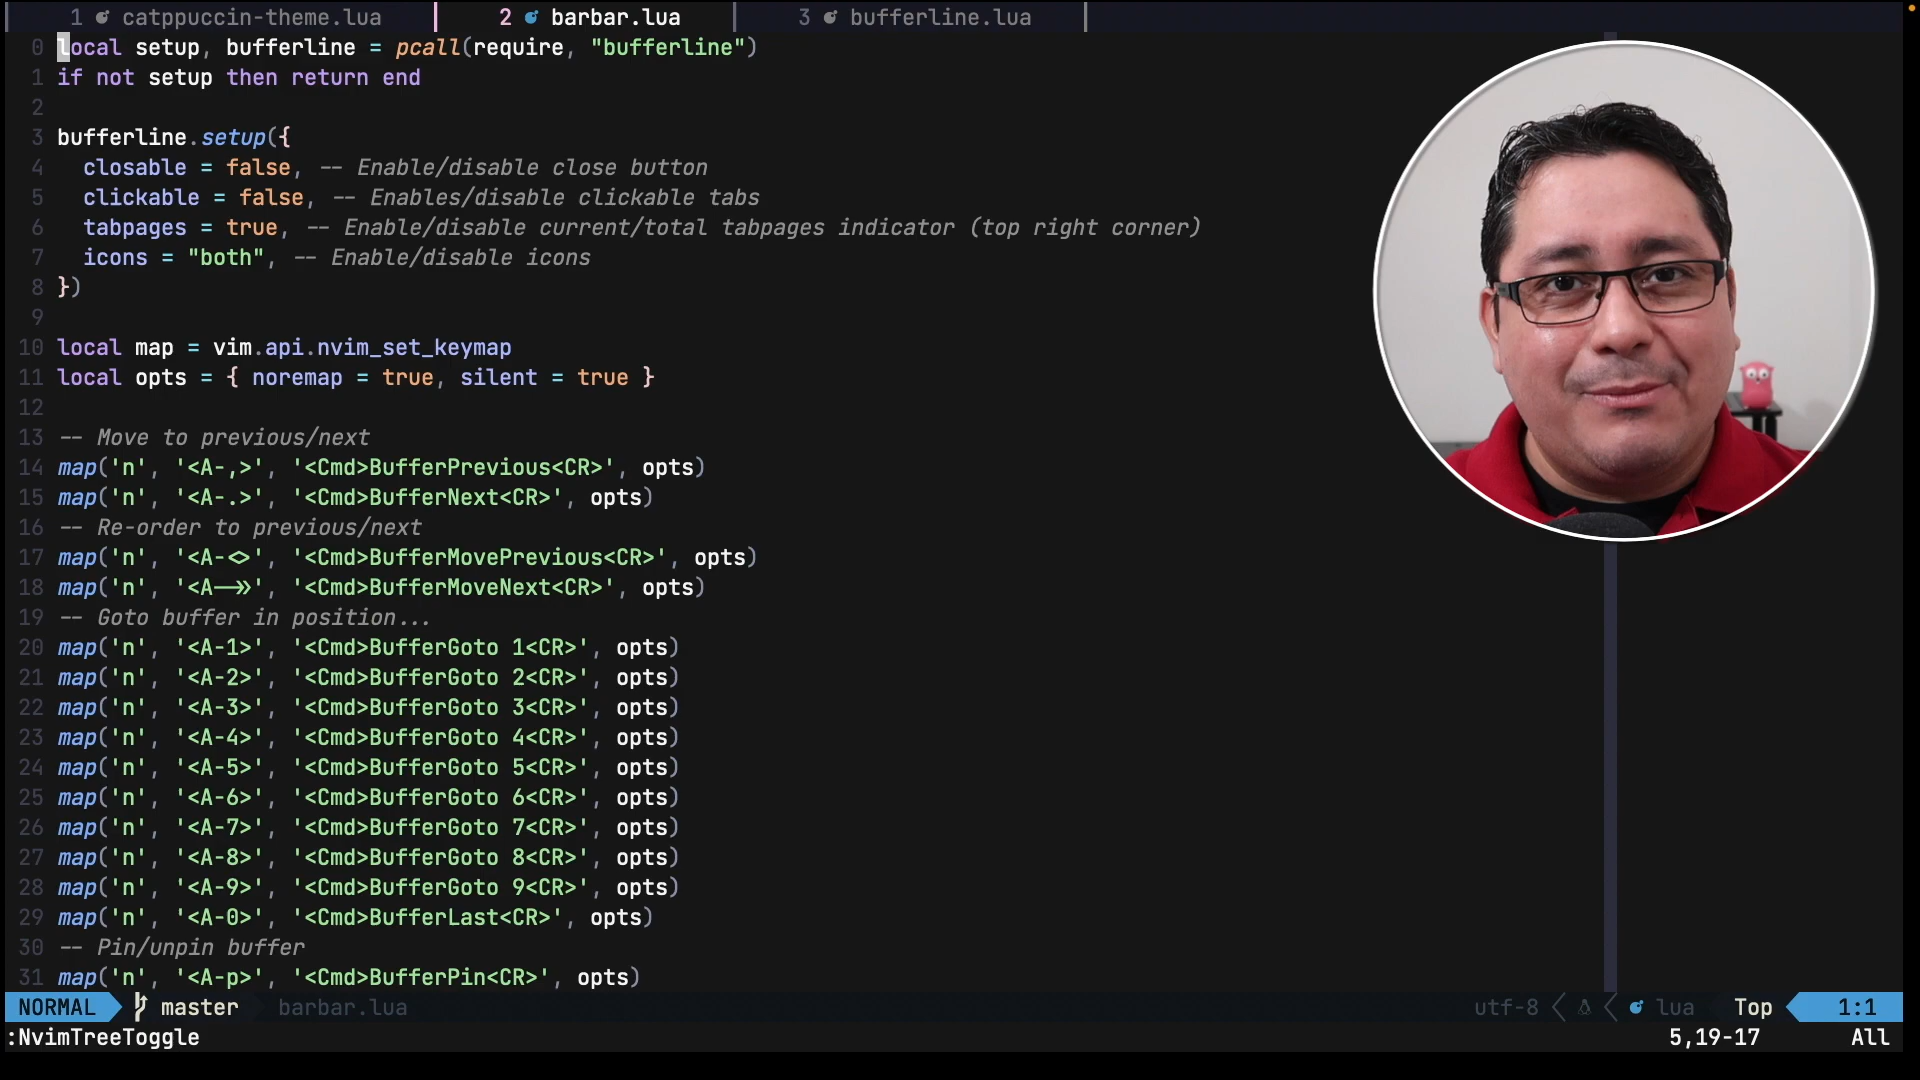 1 catppuccin-theme.lua 2 barbar.lua 3 bufferline.lua
0 local setup, bufferline = pcall(require, "bufferline")
1 if not setup then return end
2
3 bufferline.setup({
4 closable = false, -- Enable/disable close button
5 clickable = false, -- Enables/disable clickable tabs
6 tabpages = true, -- Enable/disable current/total tabpages indicator (top right corner)
7 icons = "both", -- Enable/disable icons
8 })
9
10 local map = vim.api.nvim_set_keymap
11 local opts = { noremap = true, silent = true }
12
13 -- Move to previous/next
14 map('n', '<A-,>', '<Cmd>BufferPrevious<CR>', opts)
15 map('n', '<A-.>', '<Cmd>BufferNext<CR>', opts)
16 -- Re-order to previous/next
17 map('n', '<A-<>', '<Cmd>BufferMovePrevious<CR>', opts)
18 map('n', '<A->>', '<Cmd>BufferMoveNext<CR>', opts)
19 -- Goto buffer in position...
20 map('n', '<A-1>', '<Cmd>BufferGoto 1<CR>', opts)
21 map('n', '<A-2>', '<Cmd>BufferGoto 2<CR>', opts)
22 map('n', '<A-3>', '<Cmd>BufferGoto 3<CR>', opts)
23 map('n', '<A-4>', '<Cmd>BufferGoto 4<CR>', opts)
24 map('n', '<A-5>', '<Cmd>BufferGoto 5<CR>', opts)
25 map('n', '<A-6>', '<Cmd>BufferGoto 6<CR>', opts)
26 map('n', '<A-7>', '<Cmd>BufferGoto 7<CR>', opts)
27 map('n', '<A-8>', '<Cmd>BufferGoto 8<CR>', opts)
28 map('n', '<A-9>', '<Cmd>BufferGoto 9<CR>', opts)
29 map('n', '<A-0>', '<Cmd>BufferLast<CR>', opts)
30 -- Pin/unpin buffer
31 map('n', '<A-p>', '<Cmd>BufferPin<CR>', opts)
NORMAL master barbar.lua utf-8 lua Top 1:1
:NvimTreeToggle 5,19-17 All